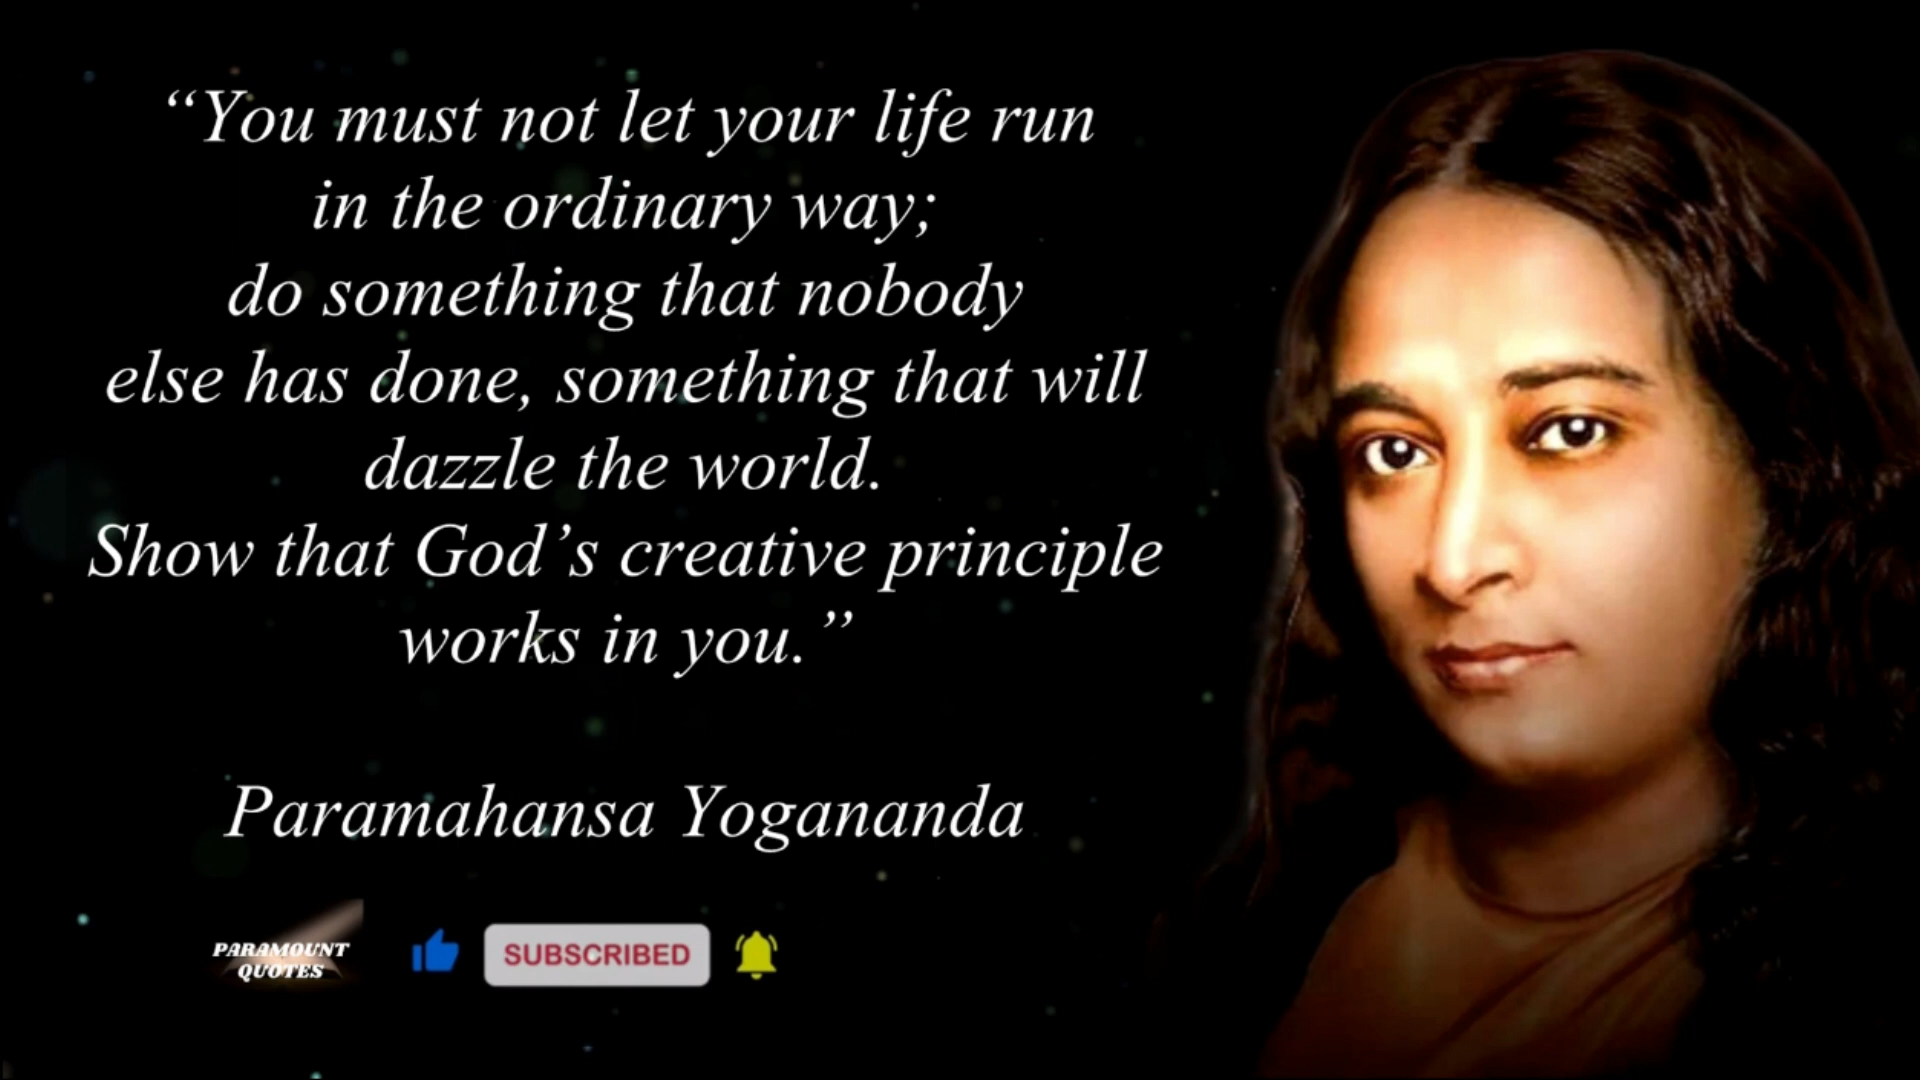 “You must not let your life run
in the ordinary way;
do something that nobody
else has done, something that will
dazzle the world.
Show that God’s creative principle
works in you.”
Paramahansa Yogananda
PARAMOUNT
QUOTES
SUBSCRIBED